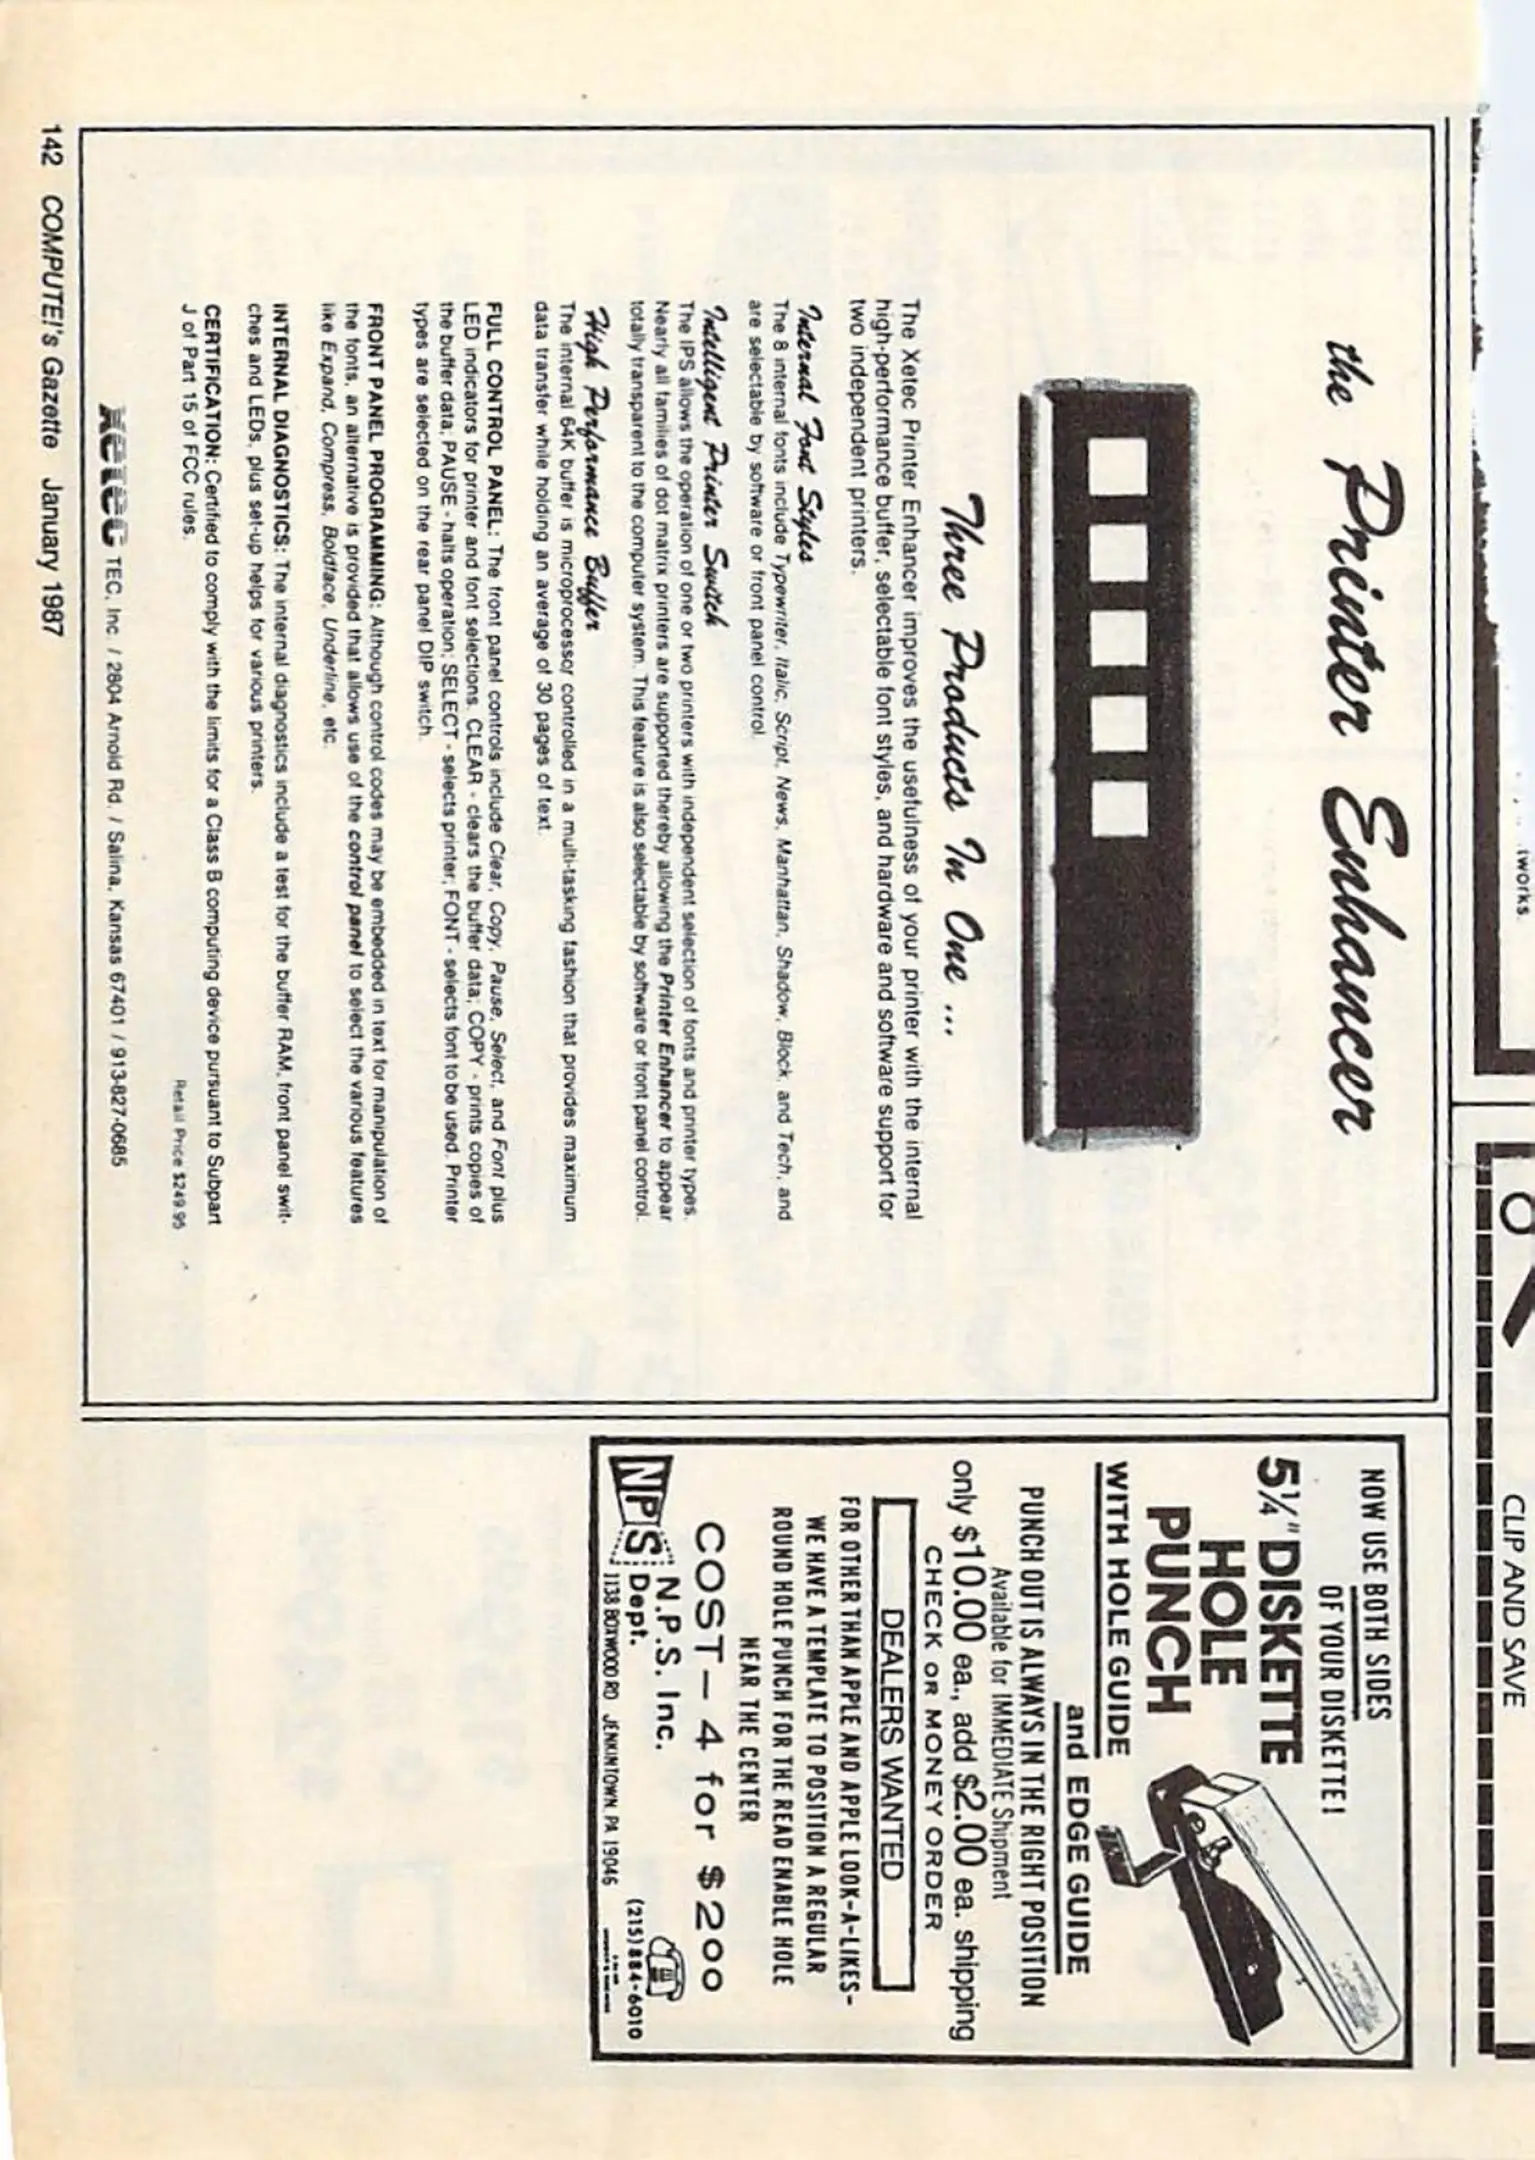 the Printer Enhancer
Three Products In One ...
The Xetec Printer Enhancer improves the usefulness of your printer with the internal
high-performance buffer, selectable font styles, and hardware and software support for
two independent printers.
Internal Font Styles
The 8 internal fonts include Typewriter, Italic, Script, News, Manhattan, Shadow, Block, and Tech, and
are selectable by software or front panel control.
Intelligent Printer Switch
The IPS allows the operation of one or two printers with independent selection of fonts and printer types.
Nearly all families of dot matrix printers are supported thereby allowing the Printer Enhancer to appear
totally transparent to the computer system. This feature is also selectable by software or front panel control.
High Performance Buffer
The internal 64K buffer is microprocessor controlled in a multi-tasking fashion that provides maximum
data transfer while holding an average of 30 pages of text.
FULL CONTROL PANEL: The front panel controls include Clear, Copy, Pause, Select, and Font plus
LED indicators for printer and font selections. CLEAR - clears the buffer data; COPY - prints copies of
the buffer data; PAUSE - halts operation; SELECT - selects printer; FONT - selects font to be used. Printer
types are selected on the rear panel DIP switch.
FRONT PANEL PROGRAMMING: Although control codes may be embedded in text for manipulation of
the fonts, an alternative is provided that allows use of the control panel to select the various features
like Expand, Compress, Boldface, Underline, etc.
INTERNAL DIAGNOSTICS: The internal diagnostics include a test for the buffer RAM, front panel swit-
ches and LEDs, plus set-up helps for various printers.
CERTIFICATION: Certified to comply with the limits for a Class B computing device pursuant to Subpart
J of Part 15 of FCC rules.
Retail Price $249.95
xetec TEC, Inc. / 2804 Arnold Rd. / Salina, Kansas 67401 / 913-827-0685
142 COMPUTE!'s Gazette January 1987
tworks.
CLIP AND SAVE
NOW USE BOTH SIDES
OF YOUR DISKETTE!
5¼" DISKETTE
HOLE
PUNCH
WITH HOLE GUIDE
and EDGE GUIDE
PUNCH OUT IS ALWAYS IN THE RIGHT POSITION
Available for IMMEDIATE Shipment
only $10.00 ea., add $2.00 ea. shipping
CHECK OR MONEY ORDER
DEALERS WANTED
FOR OTHER THAN APPLE AND APPLE LOOK-A-LIKES-
WE HAVE A TEMPLATE TO POSITION A REGULAR
ROUND HOLE PUNCH FOR THE READ ENABLE HOLE
NEAR THE CENTER
COST- 4 for $200
NPS N.P.S. Inc.
Dept.
(215) 884-6010
1138 BOXWOOD RD JENKINTOWN, PA 19046